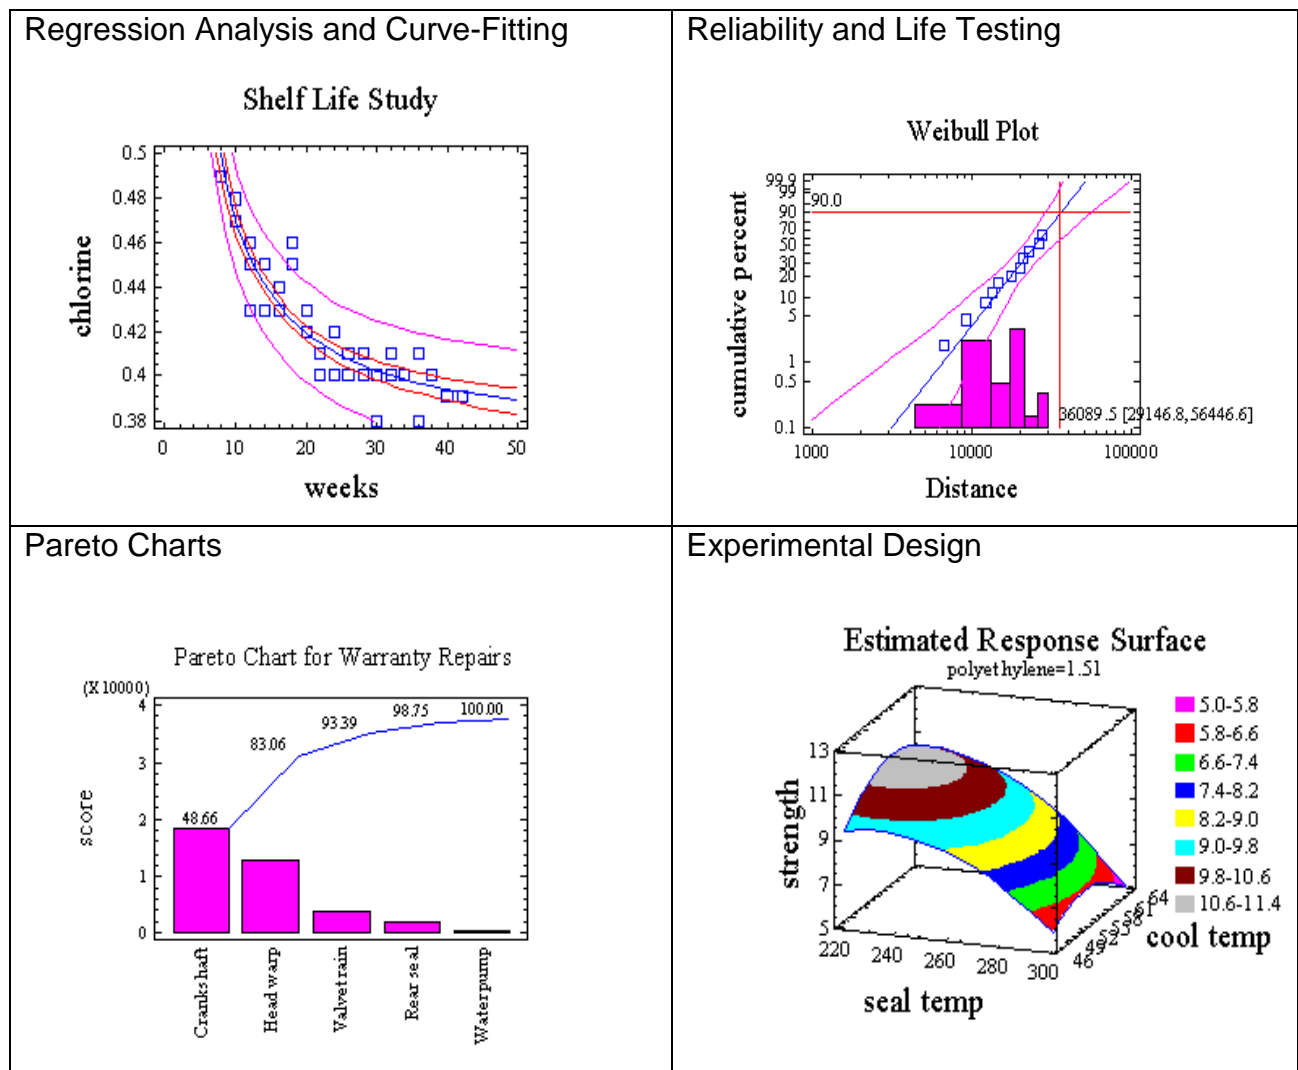 Regression Analysis and Curve-Fitting
Shelf Life Study
0.5
0.48
0.46
0.44
0.42
0.4
0.38
chlorine
0 10 20 30 40 50
weeks
Reliability and Life Testing
Weibull Plot
99.9
99
90
70
50
30
20
10
5
1
0.5
0.1
cumulative percent
90.0
36089.5 [29146.8,56446.6]
1000 10000 100000
Distance
Pareto Charts
Pareto Chart for Warranty Repairs
(X 10000)
4
3
2
1
0
score
48.66
83.06
93.39
98.75
100.00
Crankshaft
Head warp
Valvetrain
Rear seal
Waterpump
Experimental Design
Estimated Response Surface
polyethylene=1.51
13
11
9
7
5
strength
220 240 260 280 300
seal temp
46 49 52 55 58 61 64
cool temp
5.0-5.8
5.8-6.6
6.6-7.4
7.4-8.2
8.2-9.0
9.0-9.8
9.8-10.6
10.6-11.4